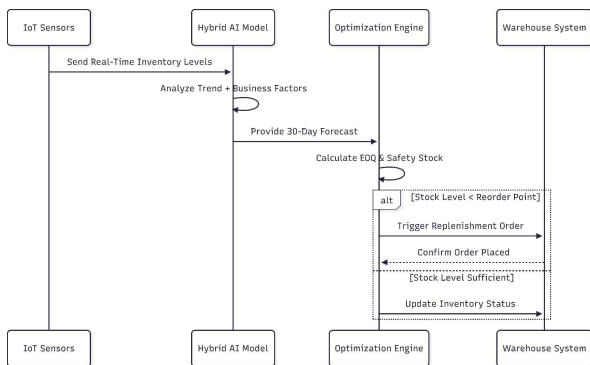 IoT Sensors
Hybrid AI Model
Optimization Engine
Warehouse System
Send Real-Time Inventory Levels
Analyze Trend + Business Factors
Provide 30-Day Forecast
Calculate EOQ & Safety Stock
alt
[Stock Level < Reorder Point]
Trigger Replenishment Order
Confirm Order Placed
[Stock Level Sufficient]
Update Inventory Status
IoT Sensors
Hybrid AI Model
Optimization Engine
Warehouse System